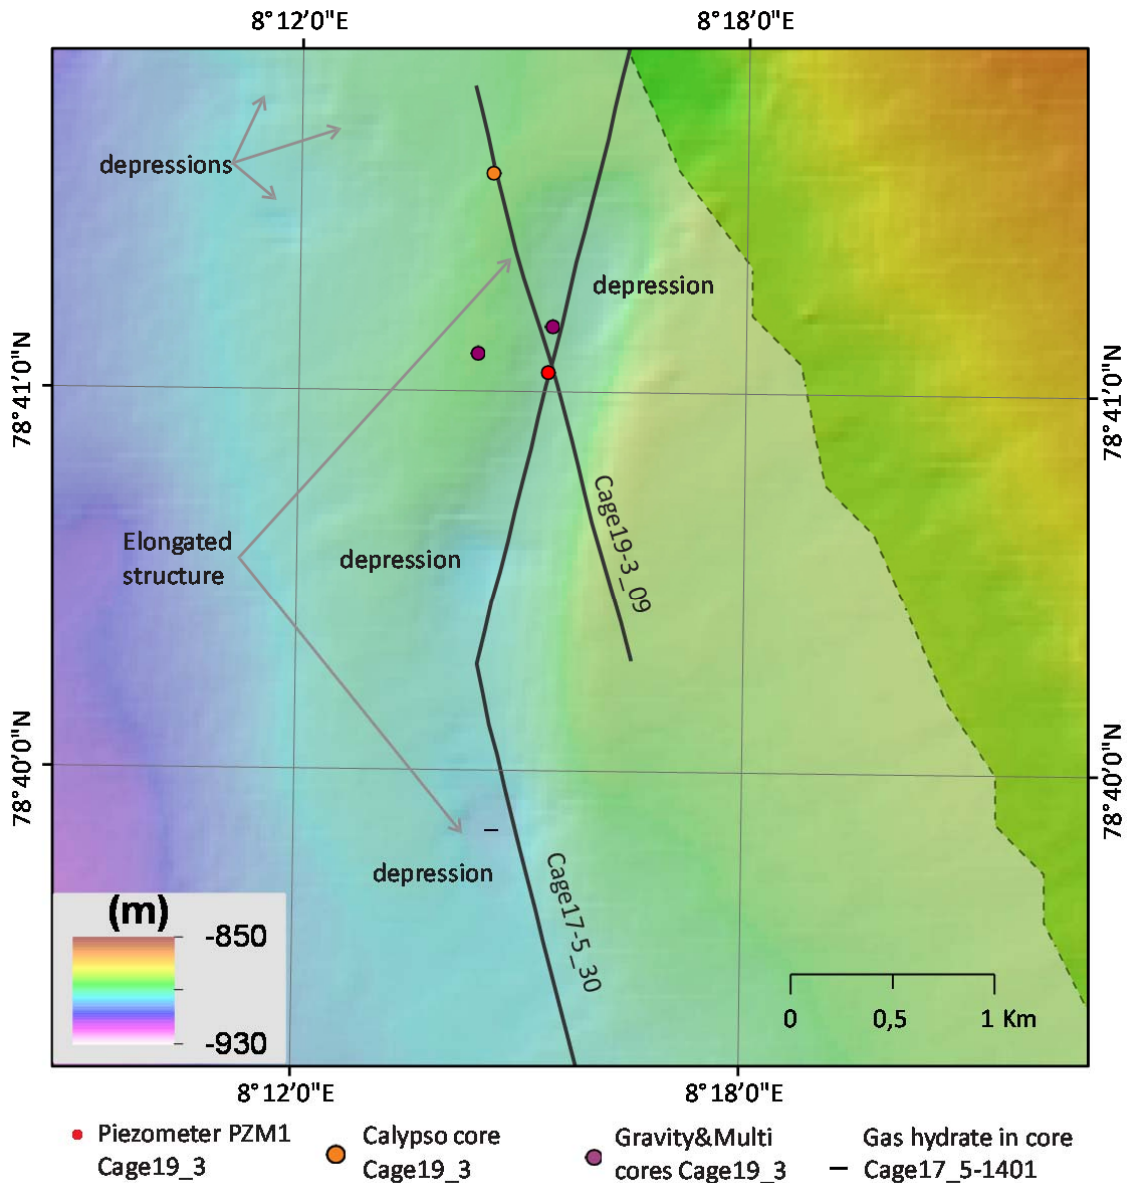 8°12'0"E
8°18'0"E
depressions
depression
78°41'0"N
78°41'0"N
Cage19-3_09
Elongated
structure
depression
78°40'0"N
78°40'0"N
depression
Cage17-5_30
(m)
-850
-930
0
0,5
1 Km
8°12'0"E
8°18'0"E
Piezometer PZM1
Cage19_3
Calypso core
Cage19_3
Gravity&Multi
cores Cage19_3
Gas hydrate in core
Cage17_5-1401